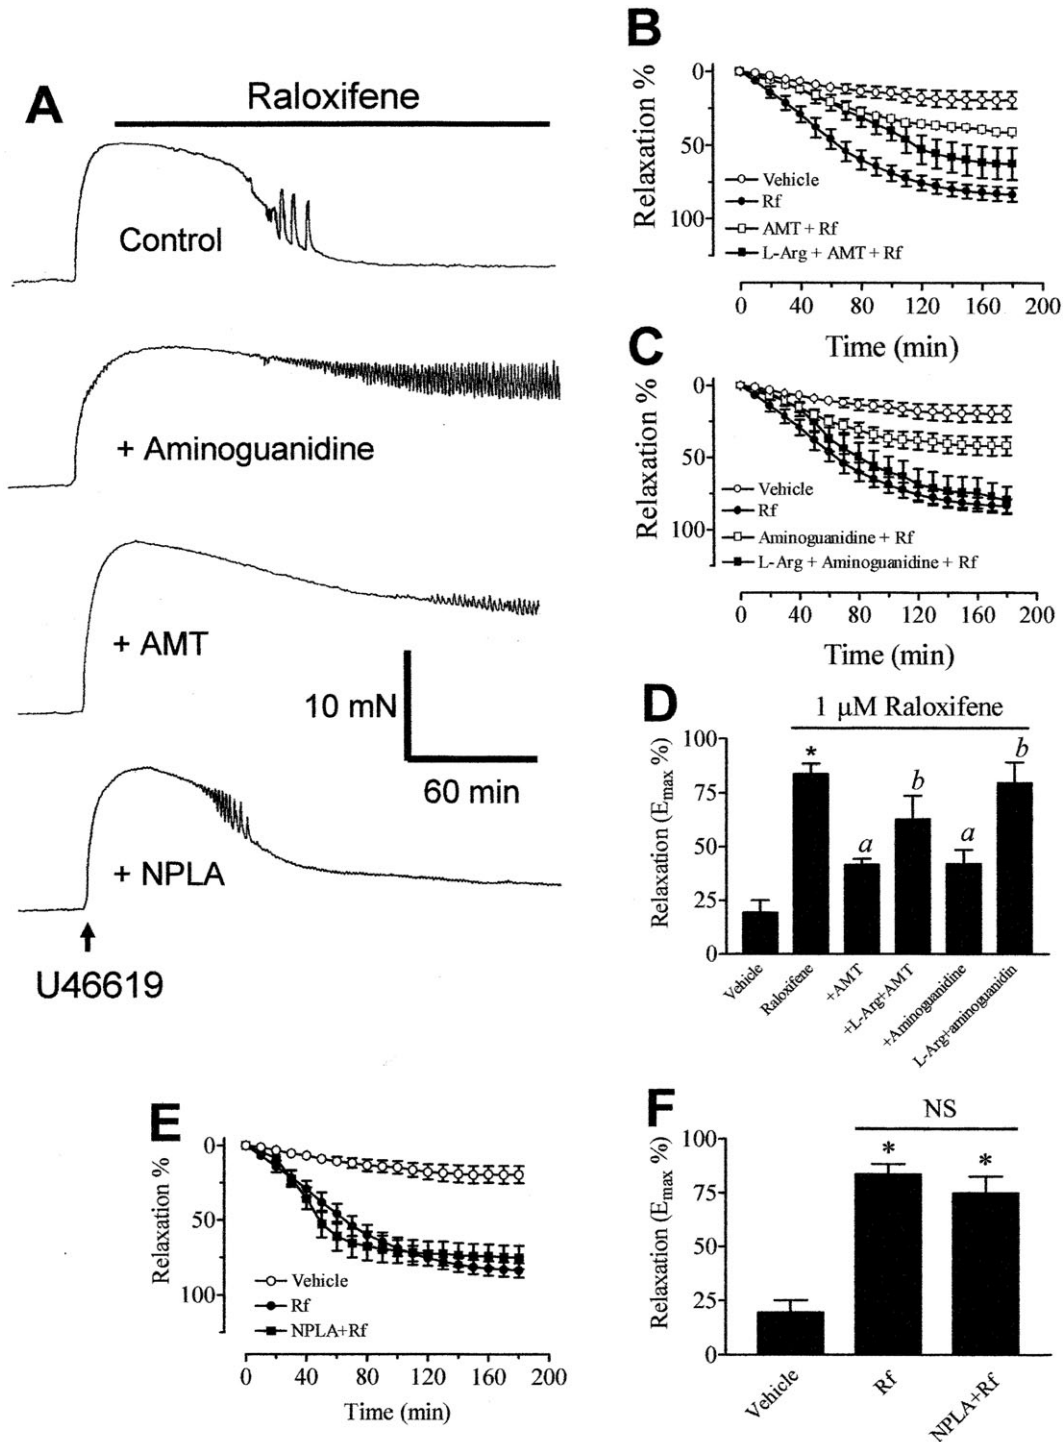 A
Raloxifene
Control
+ Aminoguanidine
+ AMT
10 mN
60 min
+ NPLA
U46619
B
Relaxation %
0
50
100
Vehicle
Rf
AMT + Rf
L-Arg + AMT + Rf
0 40 80 120 160 200
Time (min)
C
Relaxation %
0
50
100
Vehicle
Rf
Aminoguanidine + Rf
L-Arg + Aminoguanidine + Rf
0 40 80 120 160 200
Time (min)
D
1 µM Raloxifene
Relaxation (Emax %)
100
75
50
25
0
*
a
b
a
b
Vehicle
Raloxifene
+AMT
+L-Arg+AMT
+Aminoguanidine
L-Arg+aminoguanidin
E
Relaxation %
0
50
100
Vehicle
Rf
NPLA+Rf
0 40 80 120 160 200
Time (min)
F
NS
Relaxation (Emax %)
100
75
50
25
0
*
*
Vehicle
Rf
NPLA+Rf